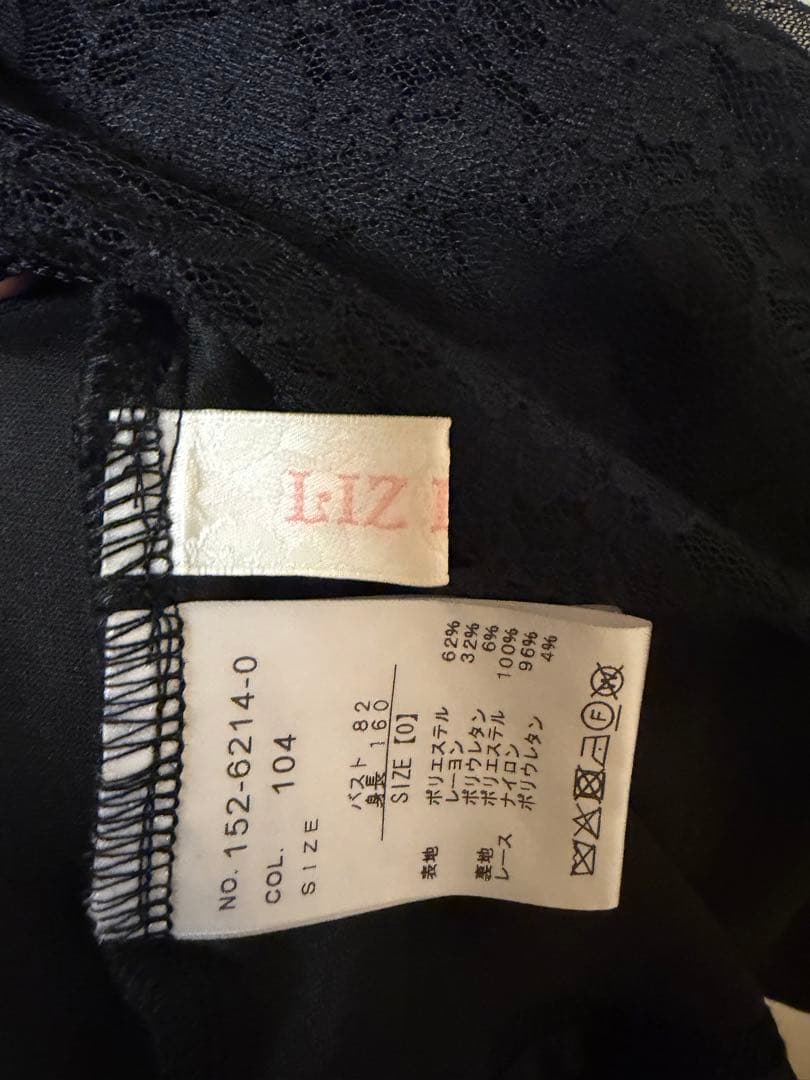 LIZ
NO. 152-6214-0
COL. 104
SIZE
バスト 82
身長 160
SIZE【0】
表地 ポリエステル 62%
レーヨン 32%
ポリウレタン 6%
裏地 ポリエステル 100%
レース ナイロン 96%
ポリウレタン 4%
F